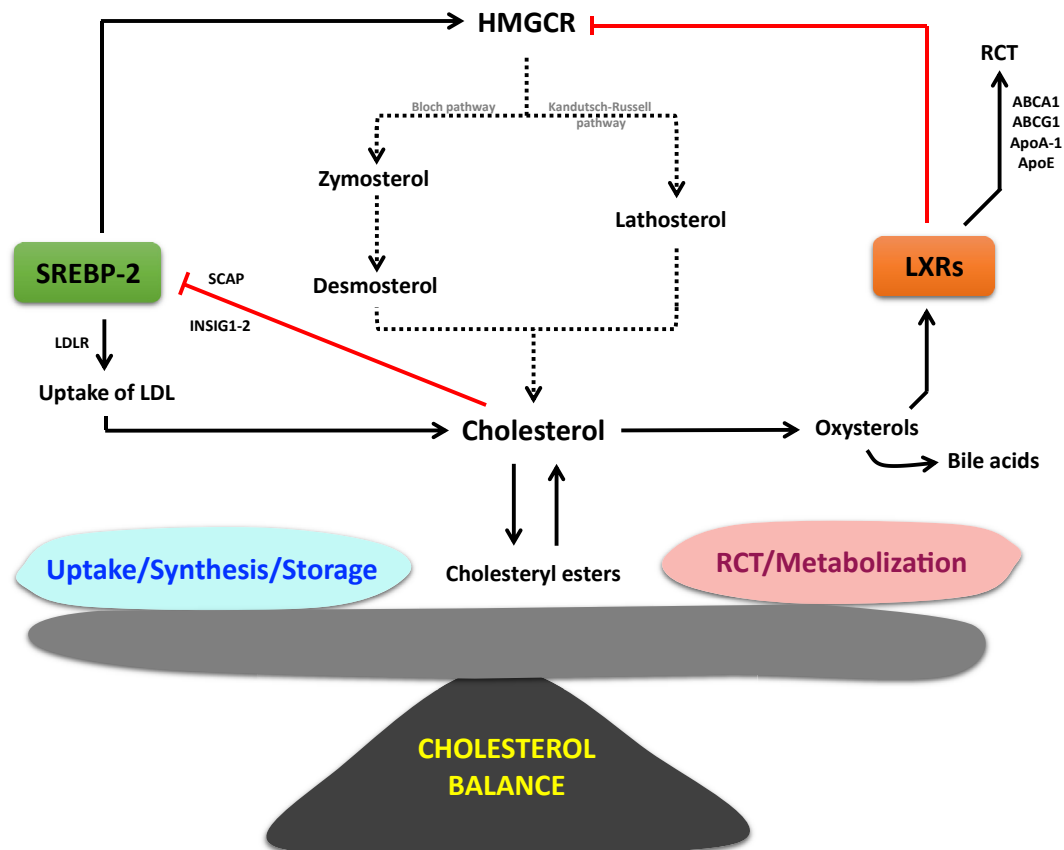 HMGCR
RCT
ABCA1
ABCG1
ApoA-1
ApoE
Bloch pathway
Kandutsch-Russell
pathway
Zymosterol
Lathosterol
SREBP-2
SCAP
Desmosterol
LXRs
INSIG1-2
LDLR
Uptake of LDL
Cholesterol
Oxysterols
Bile acids
Uptake/Synthesis/Storage
Cholesteryl esters
RCT/Metabolization
CHOLESTEROL
BALANCE